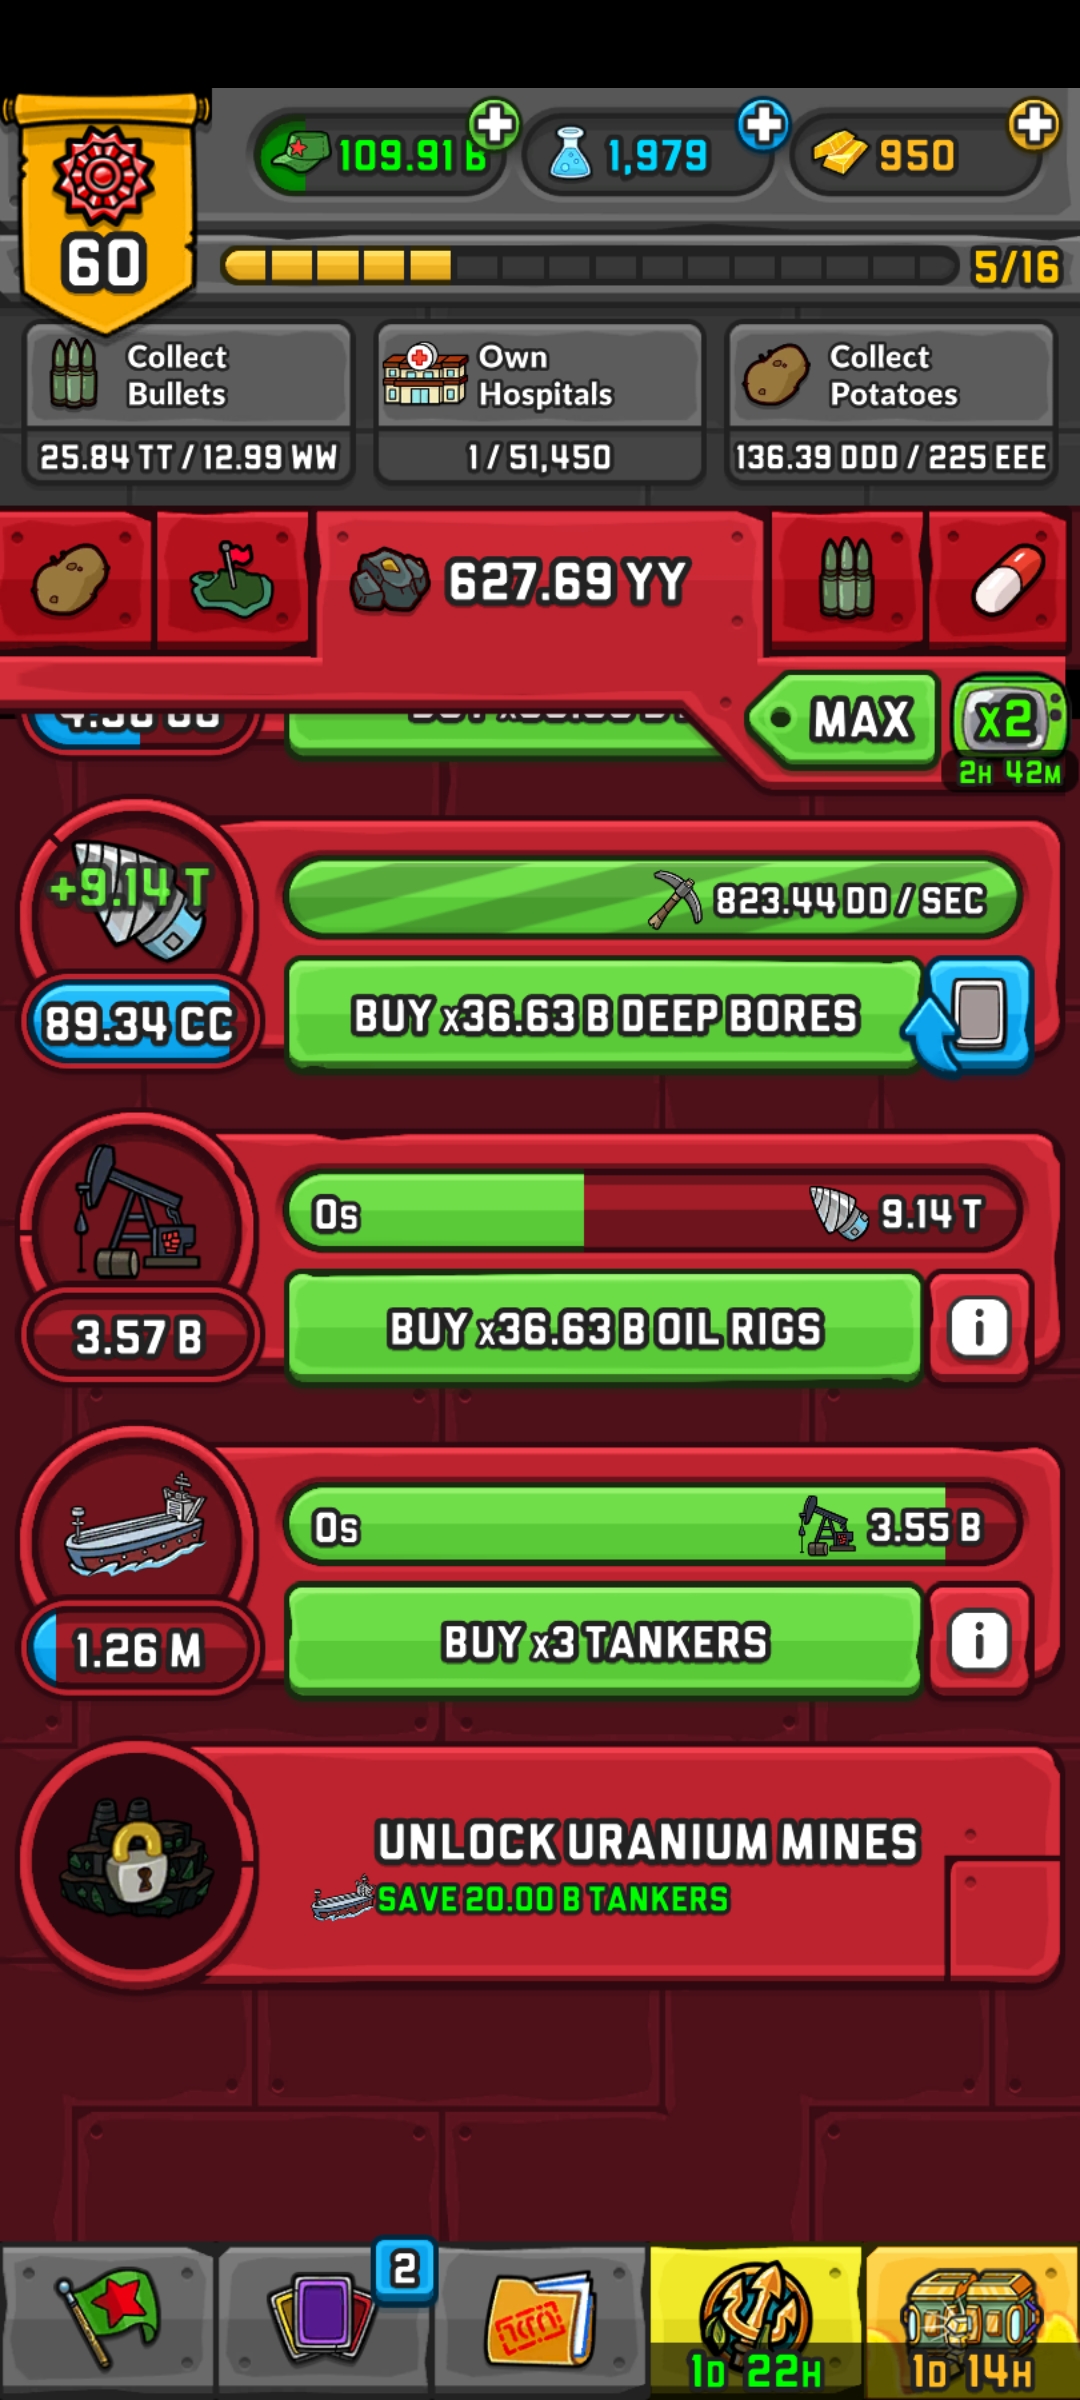 109.91 B
1,979
950
60
5/16
Collect
Bullets
25.84 TT / 12.99 WW
Own
Hospitals
1 / 51,450
Collect
Potatoes
136.39 DDD / 225 EEE
627.69 YY
MAX
x2
2H 42M
+9.14 T
823.44 DD / SEC
89.34 CC
BUY x36.63 B DEEP BORES
0s
9.14 T
3.57 B
BUY x36.63 B OIL RIGS
i
0s
3.55 B
1.26 M
BUY x3 TANKERS
i
UNLOCK URANIUM MINES
SAVE 20.00 B TANKERS
2
1D 22H
1D 14H